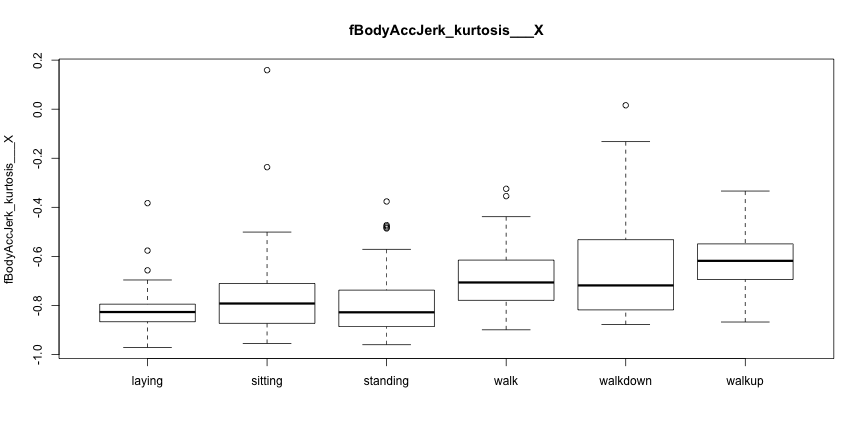 fBodyAccJerk_kurtosis___X
fBodyAccJerk_kurtosis___X
0.2
0.0
-0.2
-0.4
-0.6
-0.8
-1.0
laying sitting standing walk walkdown walkup